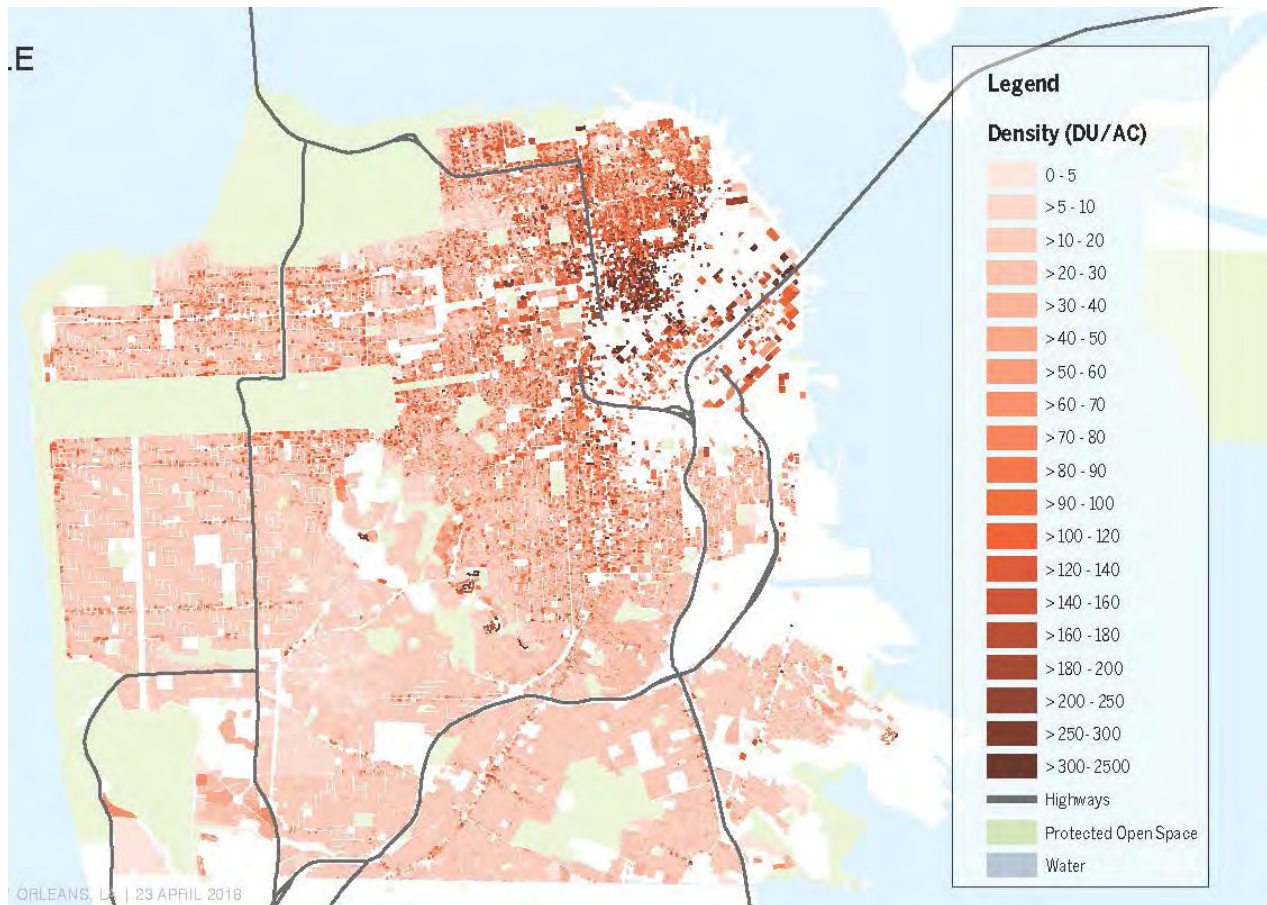 .E
Legend
Density (DU/AC)
0 - 5
>5 - 10
>10 - 20
>20 - 30
>30 - 40
>40 - 50
>50 - 60
>60 - 70
>70 - 80
>80 - 90
>90 - 100
>100 - 120
>120 - 140
>140 - 160
>160 - 180
>180 - 200
>200 - 250
>250 - 300
>300 - 2500
Highways
Protected Open Space
Water
ORLEANS, LA | 23 APRIL 2018